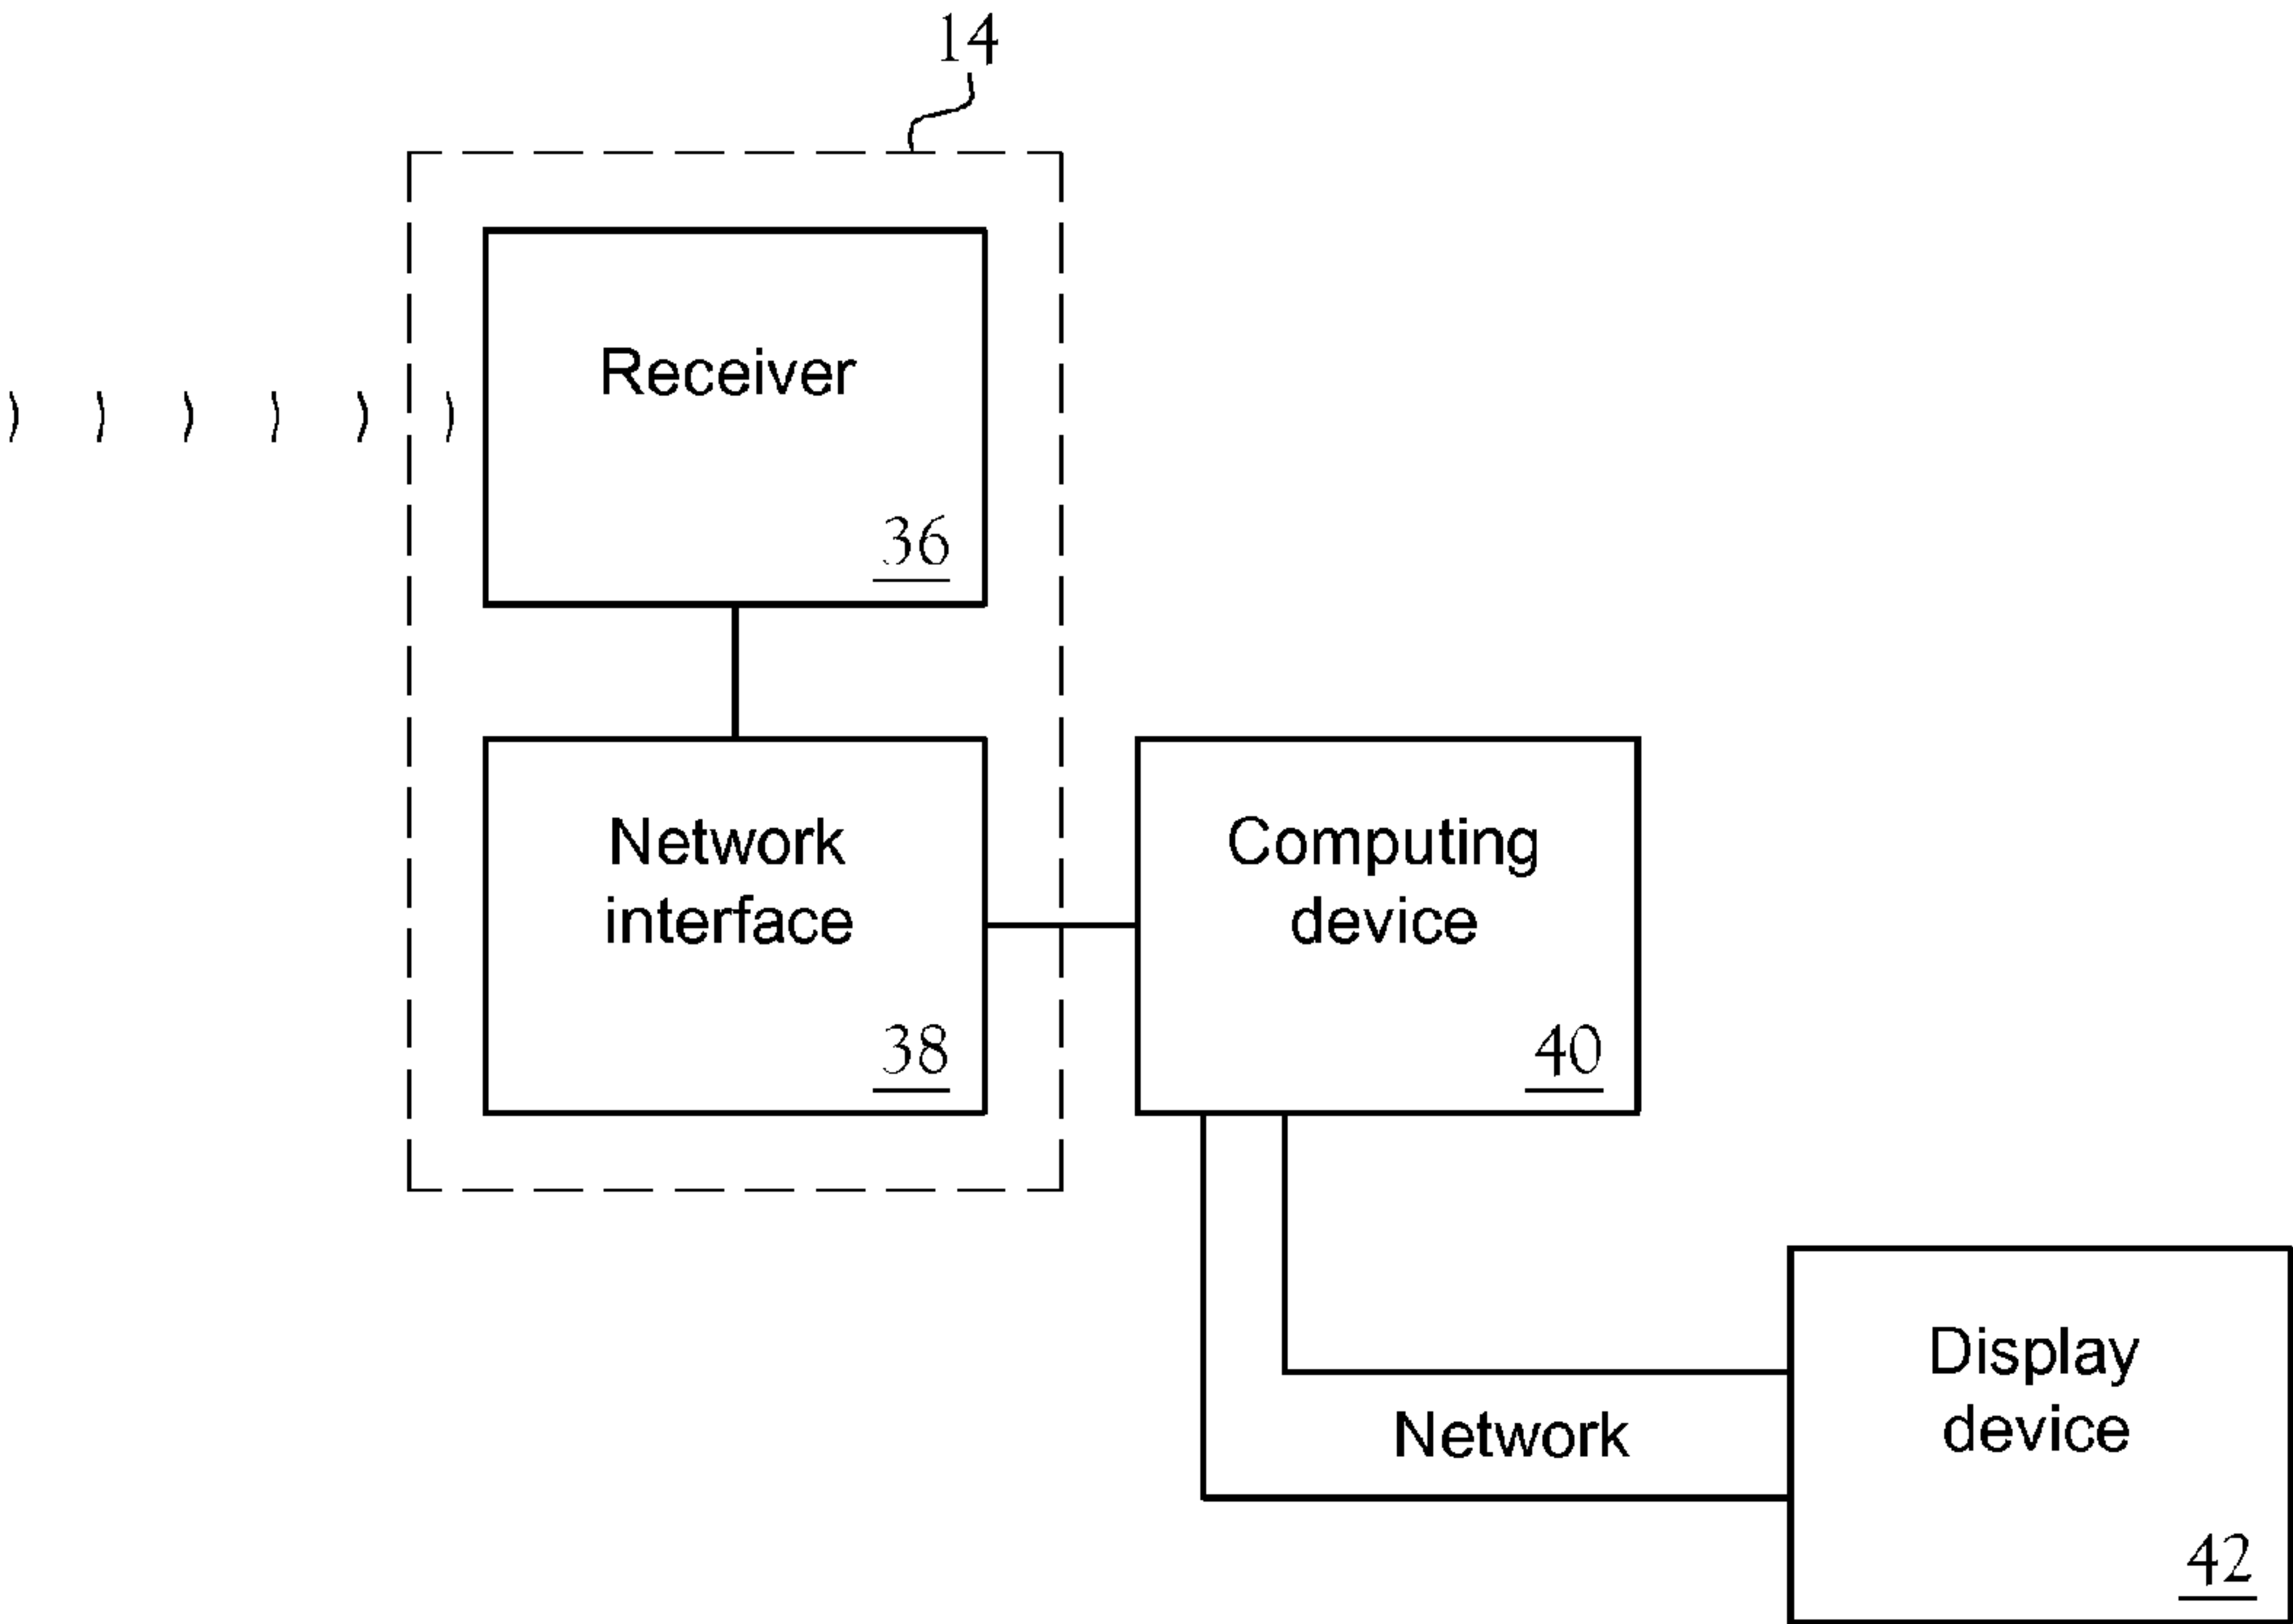 14
Receiver
36
Network
interface
38
Computing
device
40
Network
Display
device
42